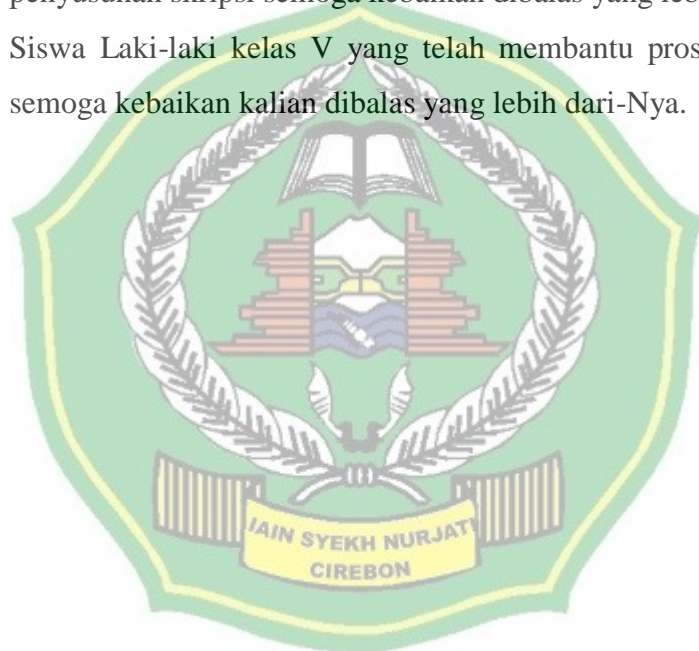 penyusunan skripsi semoga kebaikan dibalas yang leb
Siswa Laki-laki kelas V yang telah membantu pros
semoga kebaikan kalian dibalas yang lebih dari-Nya.
IAIN SYEKH NURJATI
CIREBON